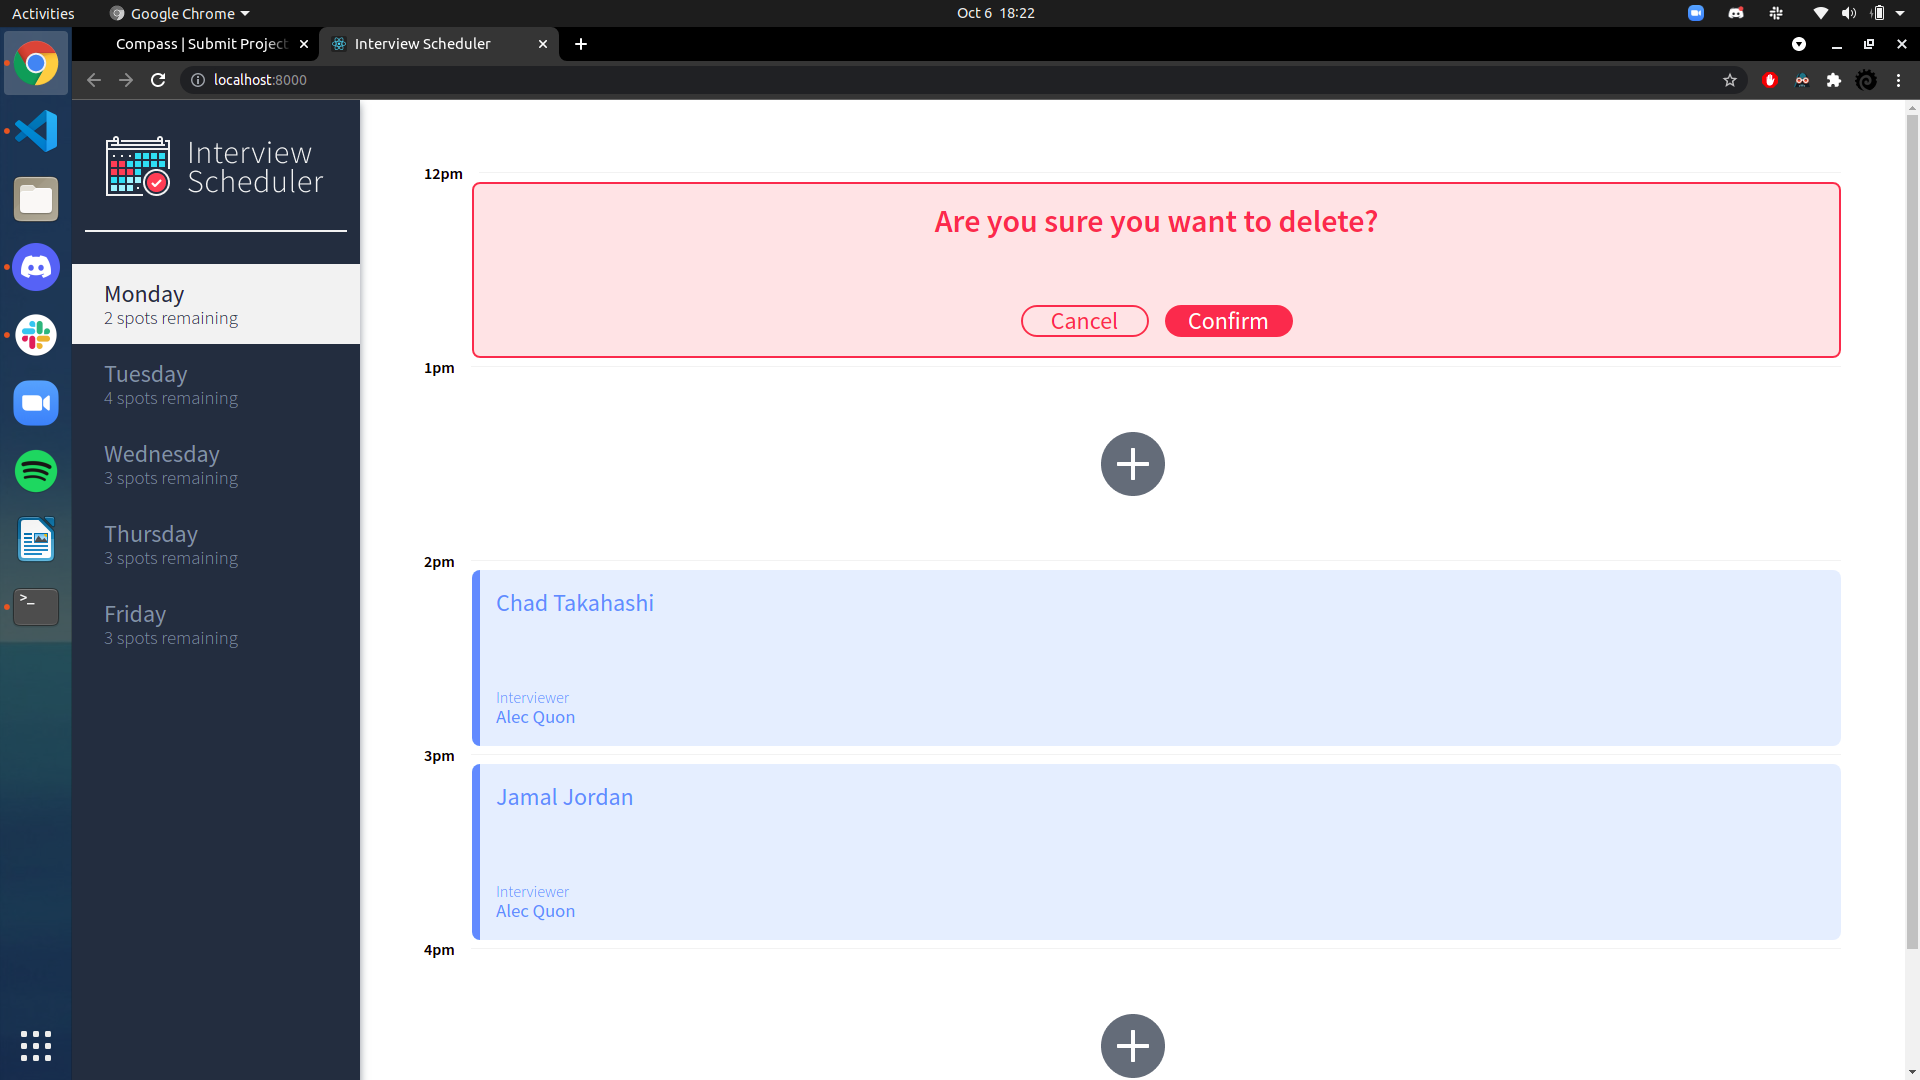 Activities
Google Chrome
Oct 6 18:22
Compass | Submit Project
Interview Scheduler
localhost:8000
Interview
Scheduler
Monday
2 spots remaining
Tuesday
4 spots remaining
Wednesday
3 spots remaining
Thursday
3 spots remaining
Friday
3 spots remaining
12pm
Are you sure you want to delete?
Cancel
Confirm
1pm
2pm
Chad Takahashi
Interviewer
Alec Quon
3pm
Jamal Jordan
Interviewer
Alec Quon
4pm